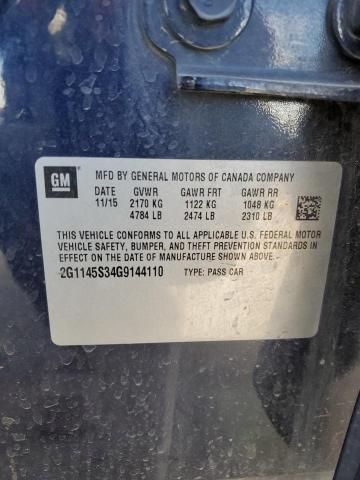 GM
MFD BY GENERAL MOTORS OF CANADA COMPANY
DATE GVWR GAWR FRT GAWR RR
11/15 2170 KG 1122 KG 1048 KG
4784 LB 2474 LB 2310 LB
THIS VEHICLE CONFORMS TO ALL APPLICABLE U.S. FEDERAL MOTOR
VEHICLE SAFETY, BUMPER, AND THEFT PREVENTION STANDARDS IN
EFFECT ON THE DATE OF MANUFACTURE SHOWN ABOVE.
2G1145S34G9144110 TYPE: PASS CAR